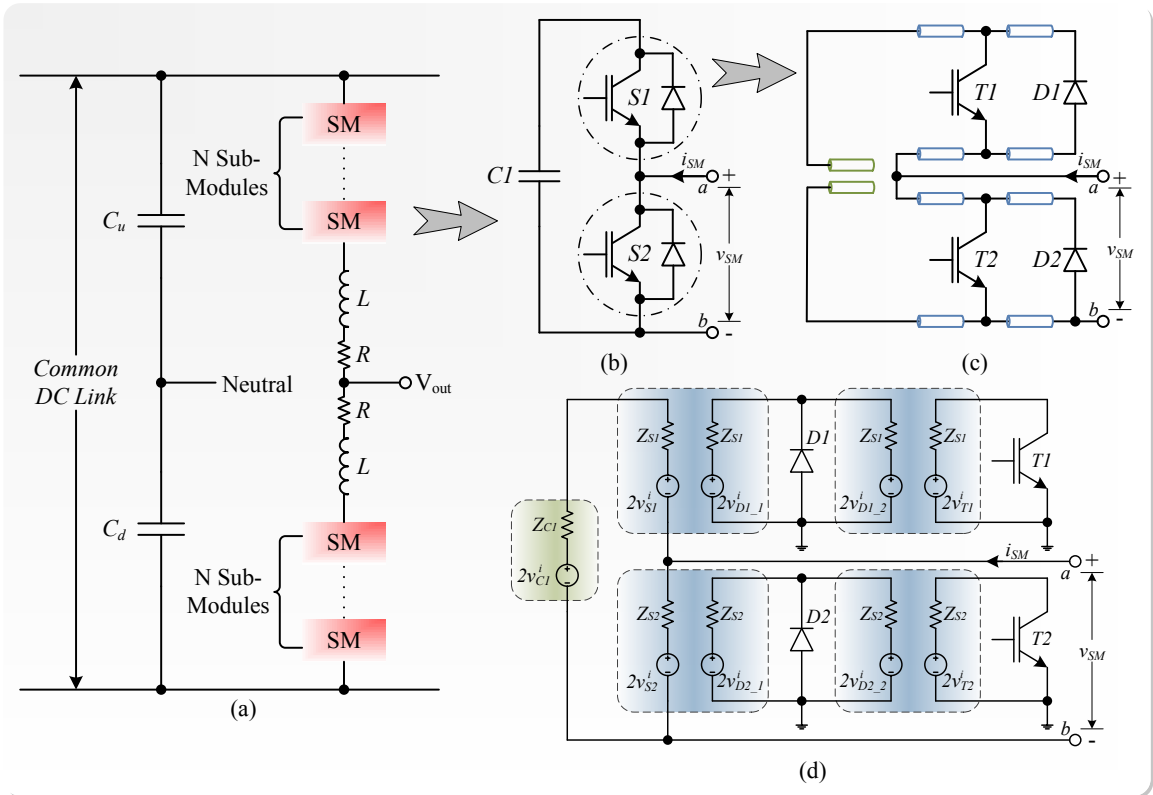 SM
N Sub-
Modules
SM
C_u
L
R
Common
DC Link
Neutral
V_out
R
L
C_d
SM
N Sub-
Modules
SM
(a)
S1
C1
i_SM
a
+
S2
v_SM
b
-
(b)
T1
D1
i_SM
a
+
T2
D2
v_SM
b
-
(c)
Z_S1
Z_S1
D1
Z_S1
Z_S1
T1
2v^i_S1
2v^i_D1_1
2v^i_D1_2
2v^i_T1
Z_C1
2v^i_C1
i_SM
a
+
Z_S2
Z_S2
D2
Z_S2
Z_S2
T2
2v^i_S2
2v^i_D2_1
2v^i_D2_2
2v^i_T2
v_SM
b
-
(d)